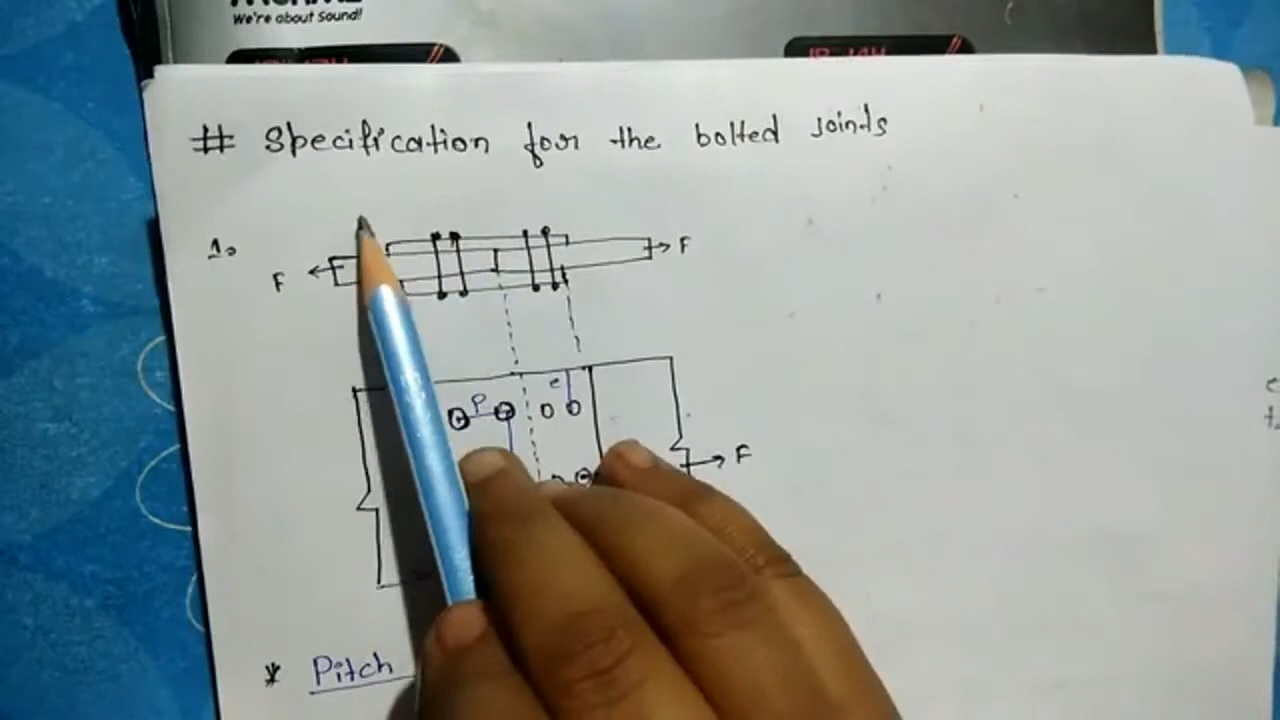 We're about Sound!
# Specification for the bolted joints
1.
F F
P e
F
* Pitch